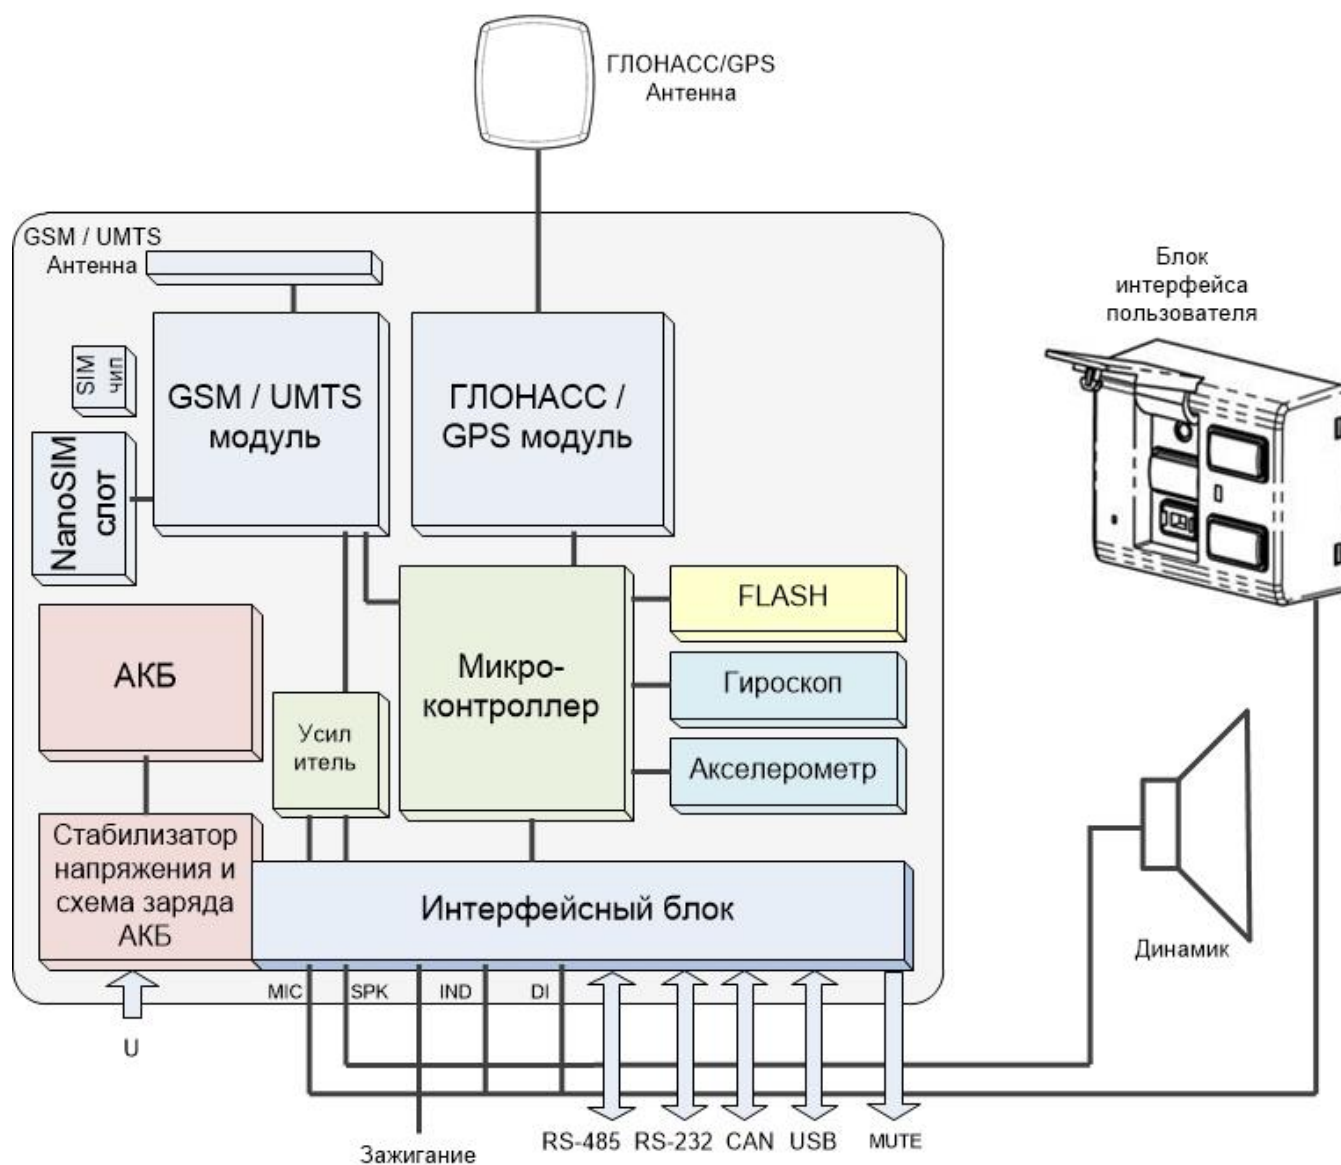 ГЛОНАСС/GPS
Антенна
GSM / UMTS
Антенна
Блок
интерфейса
пользователя
SIM
чип
GSM / UMTS
модуль
ГЛОНАСС /
GPS модуль
NanoSIM
слот
FLASH
АКБ
Микро-
контроллер
Гироскоп
Усил
итель
Акселерометр
Стабилизатор
напряжения и
схема заряда
АКБ
Интерфейсный блок
Динамик
MIC
SPK
IND
DI
U
RS-485
RS-232
CAN
USB
MUTE
Зажигание